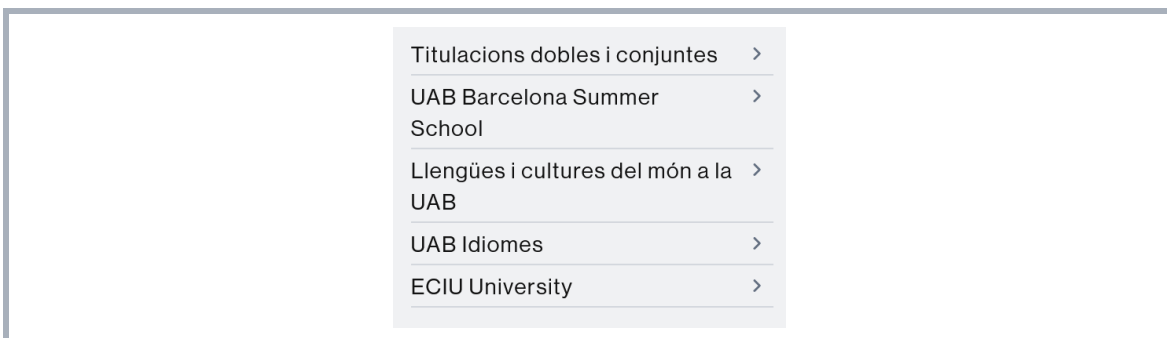 Titulacions dobles i conjuntes
UAB Barcelona Summer
School
Llengües i cultures del món a la
UAB
UAB Idiomes
ECIU University